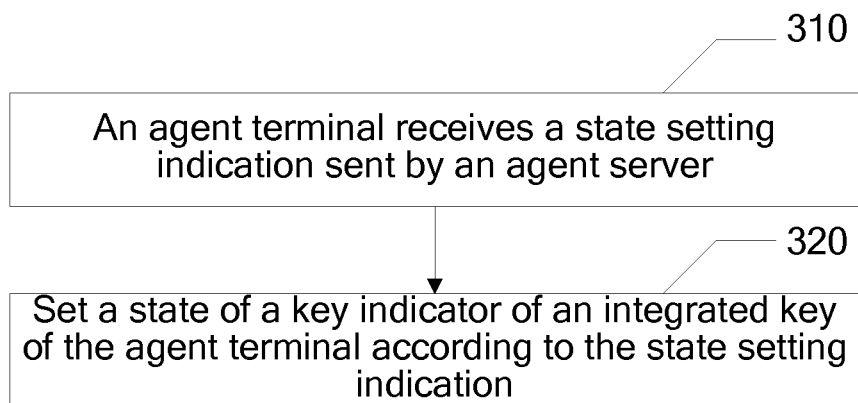 310
An agent terminal receives a state setting
indication sent by an agent server
320
Set a state of a key indicator of an integrated key
of the agent terminal according to the state setting
indication